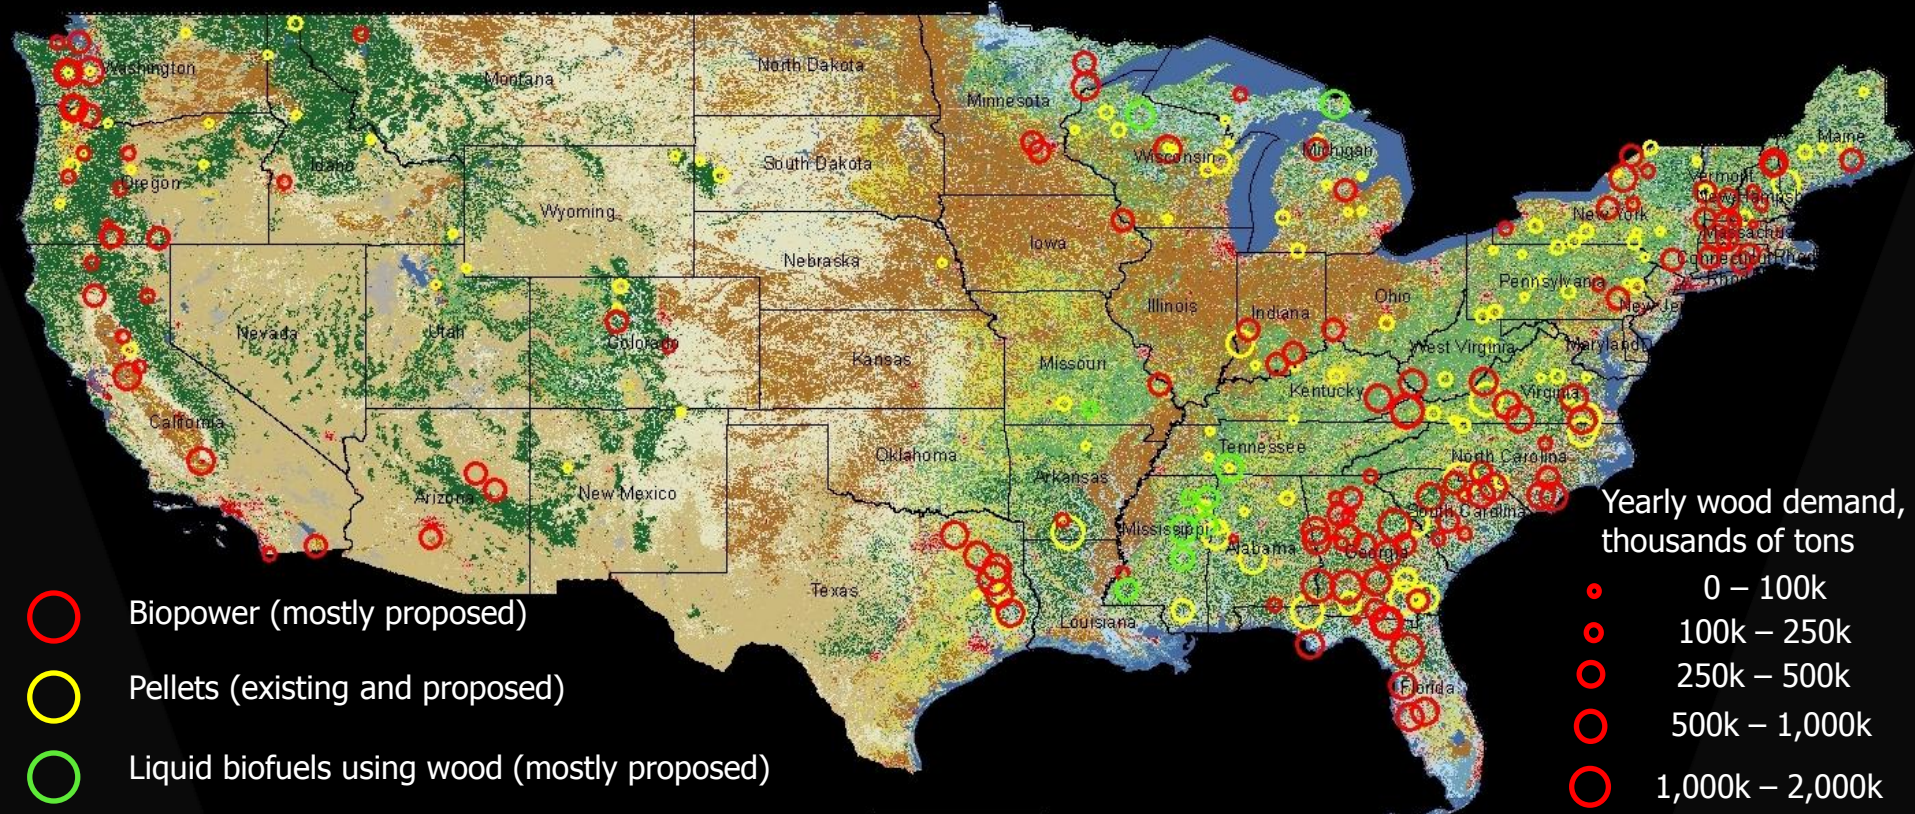 Washington
Montana
North Dakota
Minnesota
Maine
Oregon
Idaho
South Dakota
Wisconsin
Michigan
Vermont
Wyoming
New York
Iowa
Massachus
Nebraska
Connecticut
Pennsylvania
Nevada
Utah
Colorado
Illinois
Indiana
Ohio
New Je
Kansas
Missouri
West Virginia
Maryland
Kentucky
Virginia
California
Tennessee
North Carolina
Oklahoma
Arkansas
Arizona
New Mexico
South Carolina
Mississippi
Alabama
Georgia
Texas
Louisiana
Florida
Biopower (mostly proposed)
Pellets (existing and proposed)
Liquid biofuels using wood (mostly proposed)
Yearly wood demand,
thousands of tons
0 – 100k
100k – 250k
250k – 500k
500k – 1,000k
1,000k – 2,000k